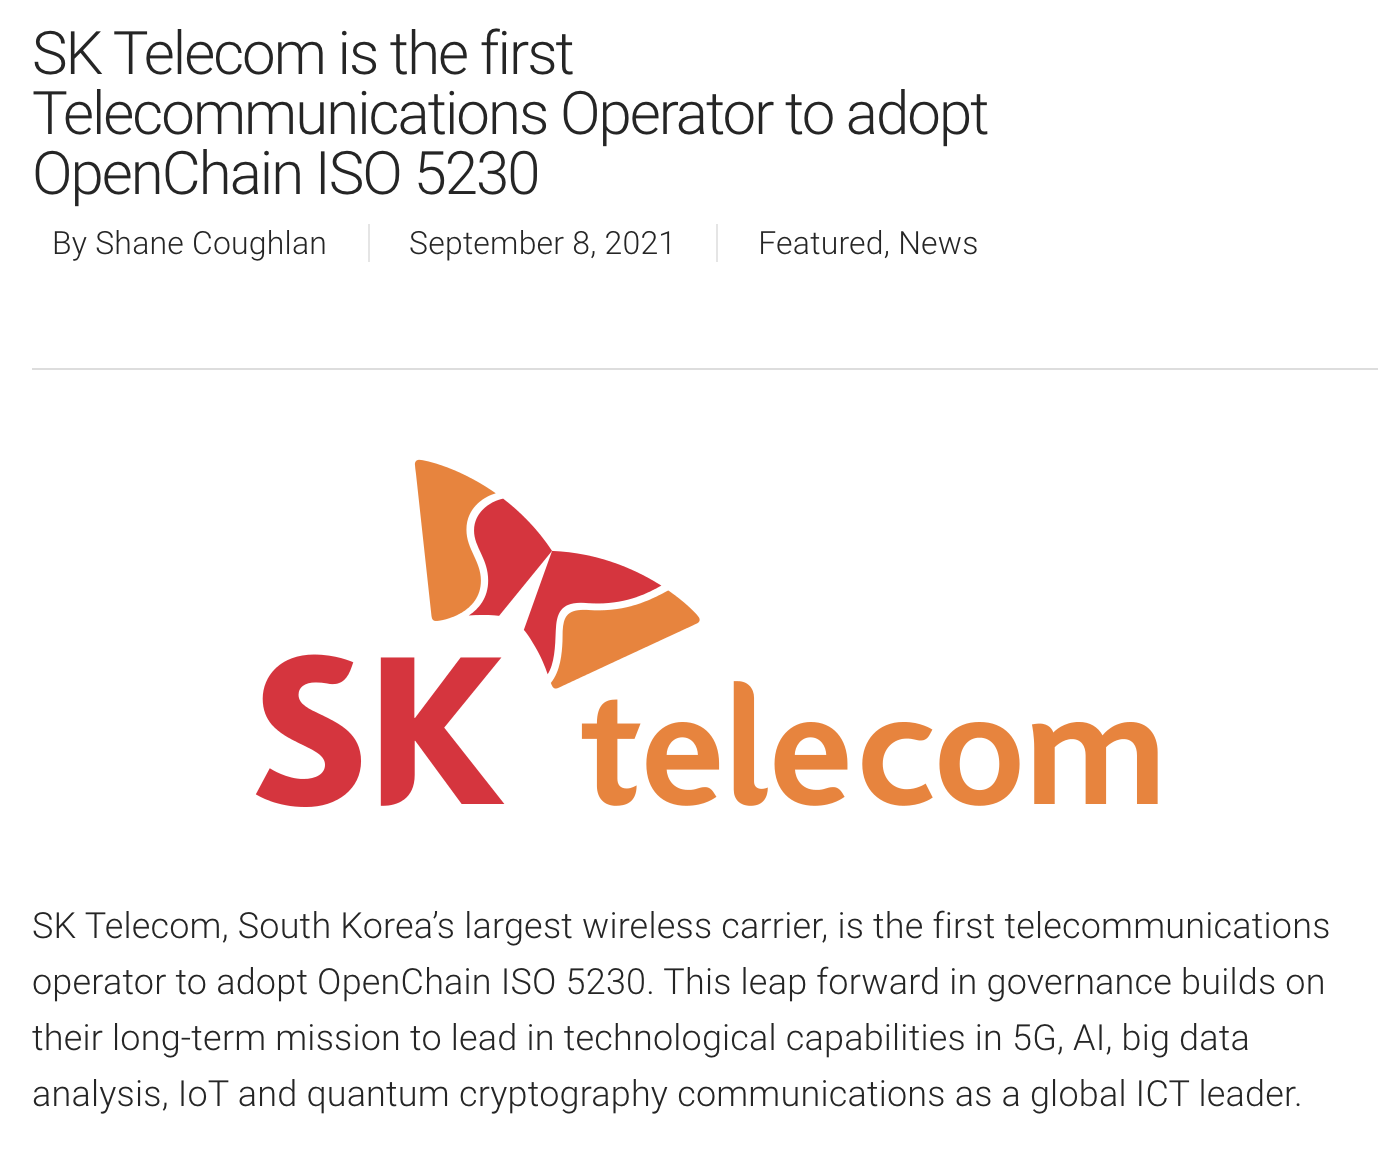 SK Telecom is the first
Telecommunications Operator to adopt
OpenChain ISO 5230
By Shane Coughlan | September 8, 2021 | Featured, News
SK telecom
SK Telecom, South Korea’s largest wireless carrier, is the first telecommunications
operator to adopt OpenChain ISO 5230. This leap forward in governance builds on
their long-term mission to lead in technological capabilities in 5G, AI, big data
analysis, IoT and quantum cryptography communications as a global ICT leader.